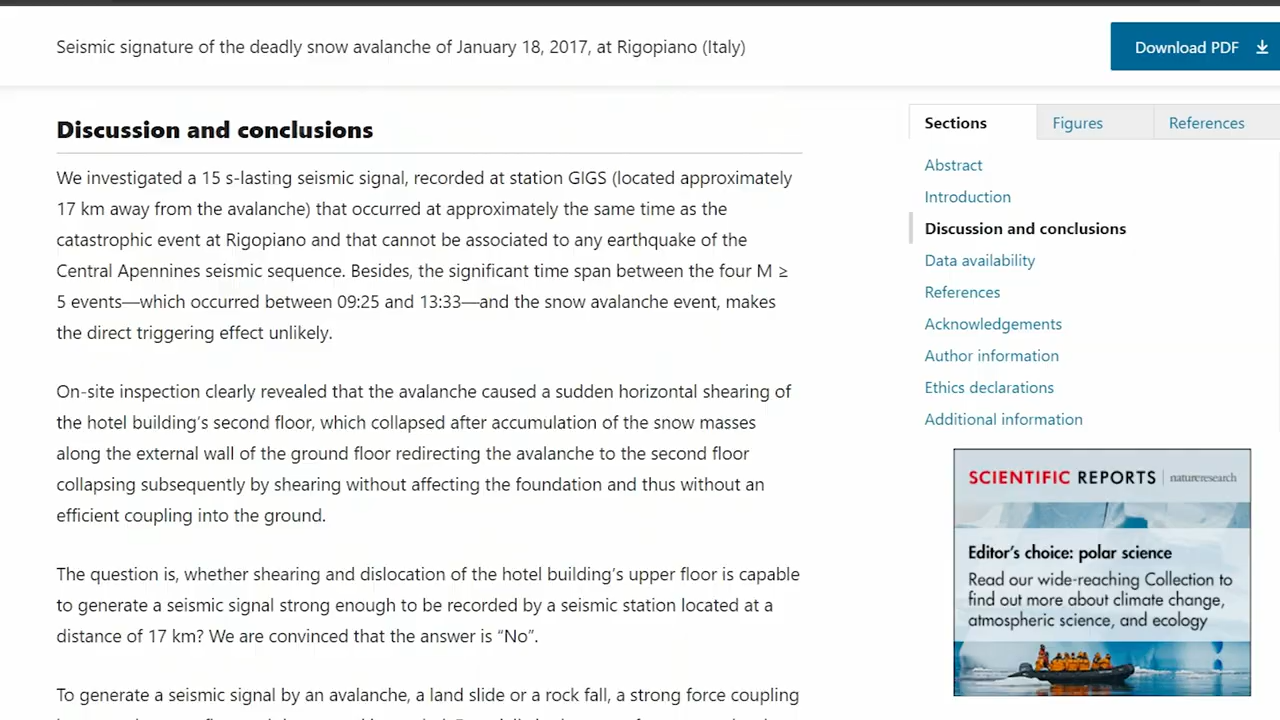 Seismic signature of the deadly snow avalanche of January 18, 2017, at Rigopiano (Italy)
Download PDF
Discussion and conclusions
We investigated a 15 s-lasting seismic signal, recorded at station GIGS (located approximately
17 km away from the avalanche) that occurred at approximately the same time as the
catastrophic event at Rigopiano and that cannot be associated to any earthquake of the
Central Apennines seismic sequence. Besides, the significant time span between the four M ≥
5 events—which occurred between 09:25 and 13:33—and the snow avalanche event, makes
the direct triggering effect unlikely.
On-site inspection clearly revealed that the avalanche caused a sudden horizontal shearing of
the hotel building's second floor, which collapsed after accumulation of the snow masses
along the external wall of the ground floor redirecting the avalanche to the second floor
collapsing subsequently by shearing without affecting the foundation and thus without an
efficient coupling into the ground.
The question is, whether shearing and dislocation of the hotel building's upper floor is capable
to generate a seismic signal strong enough to be recorded by a seismic station located at a
distance of 17 km? We are convinced that the answer is “No”.
To generate a seismic signal by an avalanche, a land slide or a rock fall, a strong force coupling
Sections
Figures
References
Abstract
Introduction
Discussion and conclusions
Data availability
References
Acknowledgements
Author information
Ethics declarations
Additional information
SCIENTIFIC REPORTS | natureresearch
Editor's choice: polar science
Read our wide-reaching Collection to
find out more about climate change,
atmospheric science, and ecology